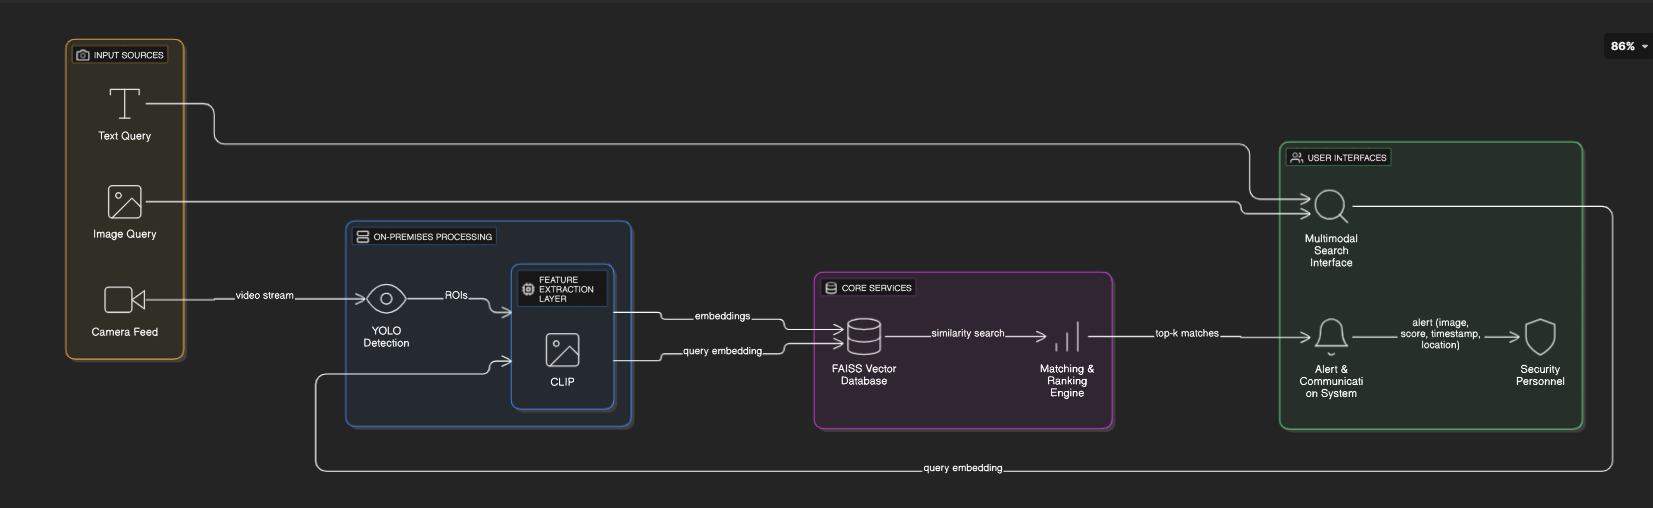 86%
INPUT SOURCES
Text Query
Image Query
Camera Feed
video stream
ON-PREMISES PROCESSING
YOLO
Detection
ROIs
FEATURE
EXTRACTION
LAYER
CLIP
embeddings
query embedding
CORE SERVICES
FAISS Vector
Database
similarity search
Matching &
Ranking
Engine
top-k matches
USER INTERFACES
Multimodal
Search
Interface
Alert &
Communicati
on System
alert (image,
score, timestamp,
location)
Security
Personnel
query embedding